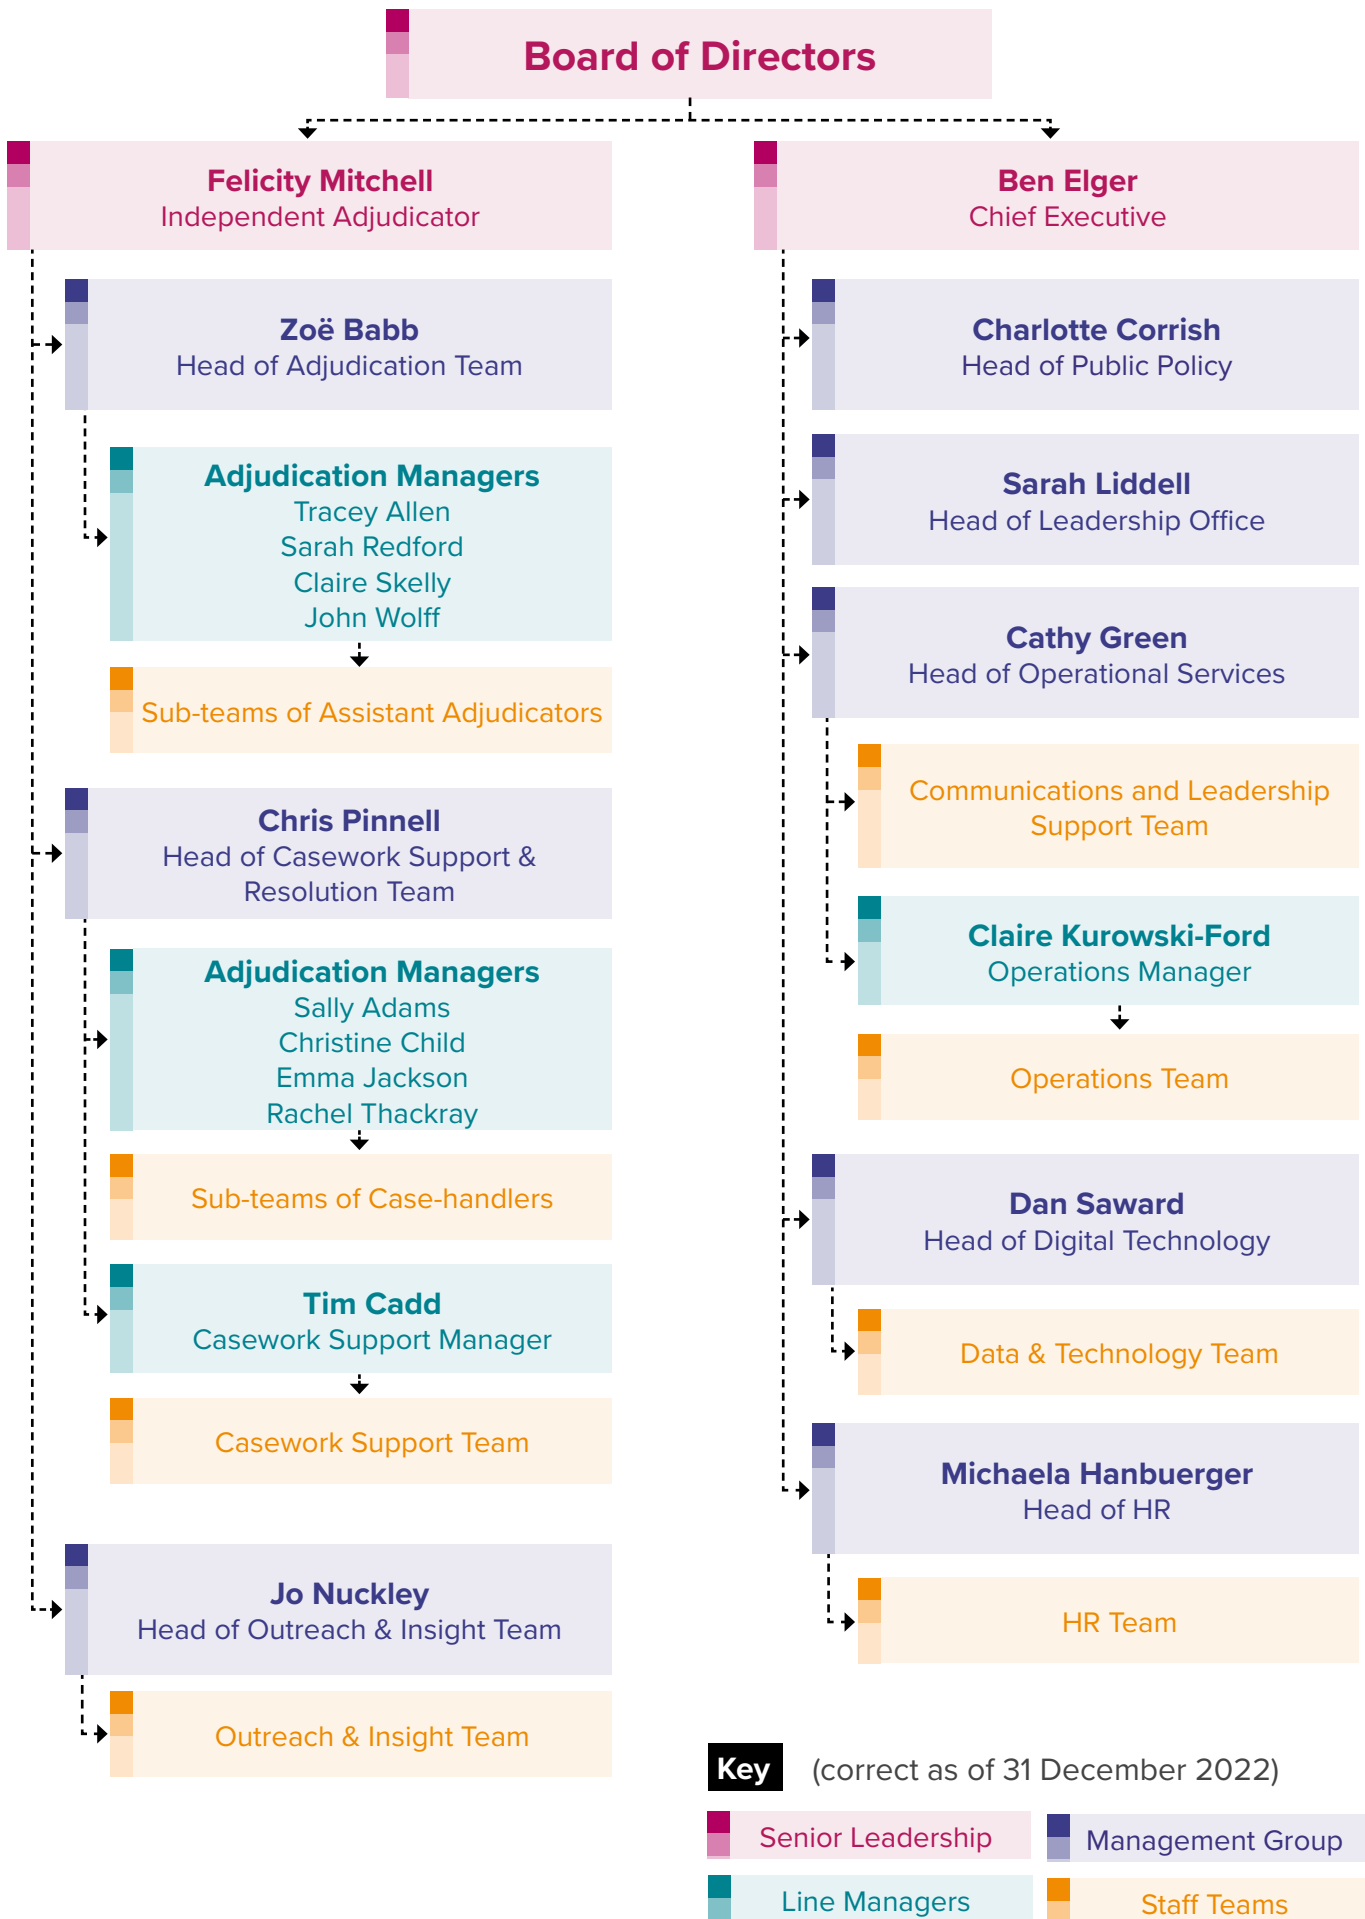 Board of Directors
Felicity Mitchell
Independent Adjudicator
Zoë Babb
Head of Adjudication Team
Adjudication Managers
Tracey Allen
Sarah Redford
Claire Skelly
John Wolff
Sub-teams of Assistant Adjudicators
Chris Pinnell
Head of Casework Support &
Resolution Team
Adjudication Managers
Sally Adams
Christine Child
Emma Jackson
Rachel Thackray
Sub-teams of Case-handlers
Tim Cadd
Casework Support Manager
Casework Support Team
Jo Nuckley
Head of Outreach & Insight Team
Outreach & Insight Team
Ben Elger
Chief Executive
Charlotte Corrish
Head of Public Policy
Sarah Liddell
Head of Leadership Office
Cathy Green
Head of Operational Services
Communications and Leadership
Support Team
Claire Kurowski-Ford
Operations Manager
Operations Team
Dan Saward
Head of Digital Technology
Data & Technology Team
Michaela Hanbuerger
Head of HR
HR Team
Key (correct as of 31 December 2022)
Senior Leadership
Management Group
Line Managers
Staff Teams